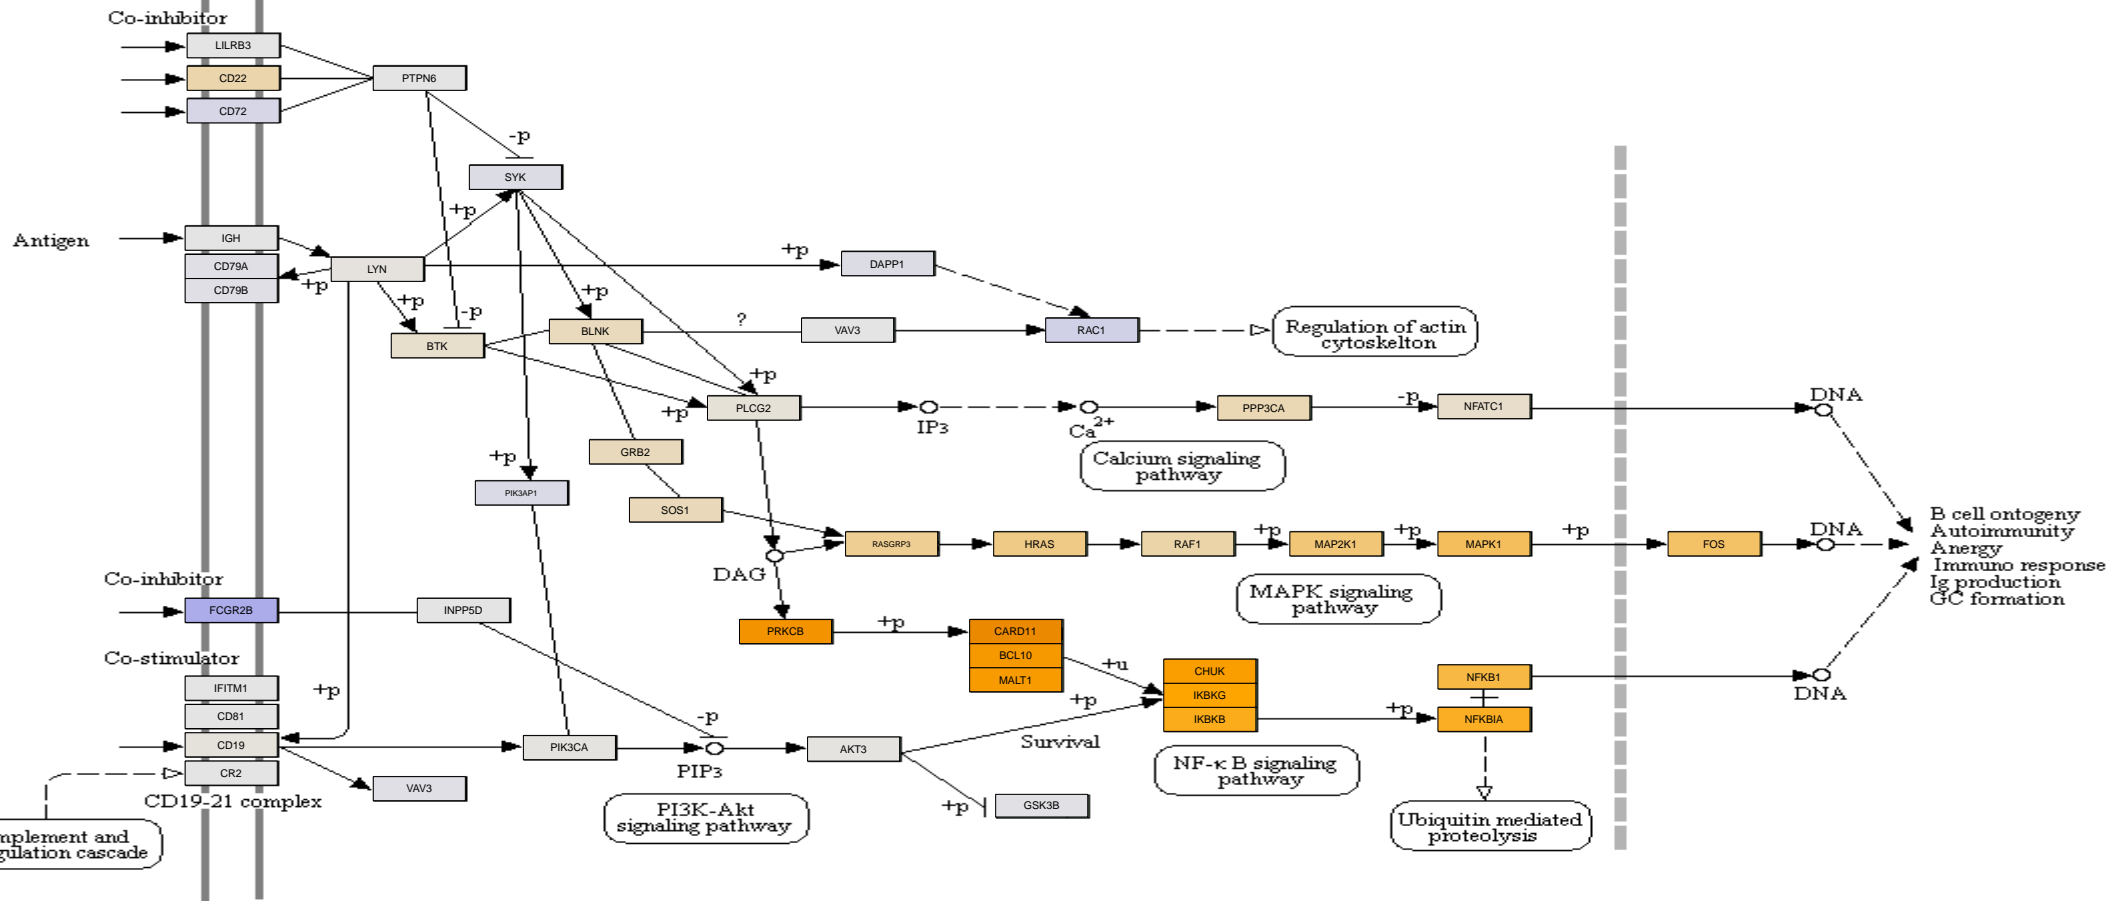 Co-inhibitor
LILRB3
CD22
CD72
PTPN6
-p
SYK
+p
Antigen
IGH
CD79A
CD79B
+p
LYN
+p
-p
BTK
+p
BLNK
?
+p
DAPP1
VAV3
RAC1
Regulation of actin
cytoskelton
+p
+p
PLCG2
IP3
Ca2+
PPP3CA
-p
NFATC1
DNA
Calcium signaling
pathway
GRB2
+p
PIK3AP1
SOS1
DAG
RASGRP3
HRAS
RAF1
+p
MAP2K1
+p
MAPK1
+p
FOS
DNA
MAPK signaling
pathway
B cell ontogeny
Autoimmunity
Anergy
Immuno response
Ig production
GC formation
Co-inhibitor
FCGR2B
INPP5D
PRKCB
+p
CARD11
BCL10
MALT1
+u
+p
CHUK
IKBKG
IKBKB
+p
NFKB1
NFKBIA
DNA
Co-stimulator
IFITM1
CD81
CD19
CR2
+p
CD19-21 complex
VAV3
PIK3CA
-p
PIP3
AKT3
Survival
+p
GSK3B
PI3K-Akt
signaling pathway
NF-κ B signaling
pathway
Ubiquitin mediated
proteolysis
mplement and
gulation cascade